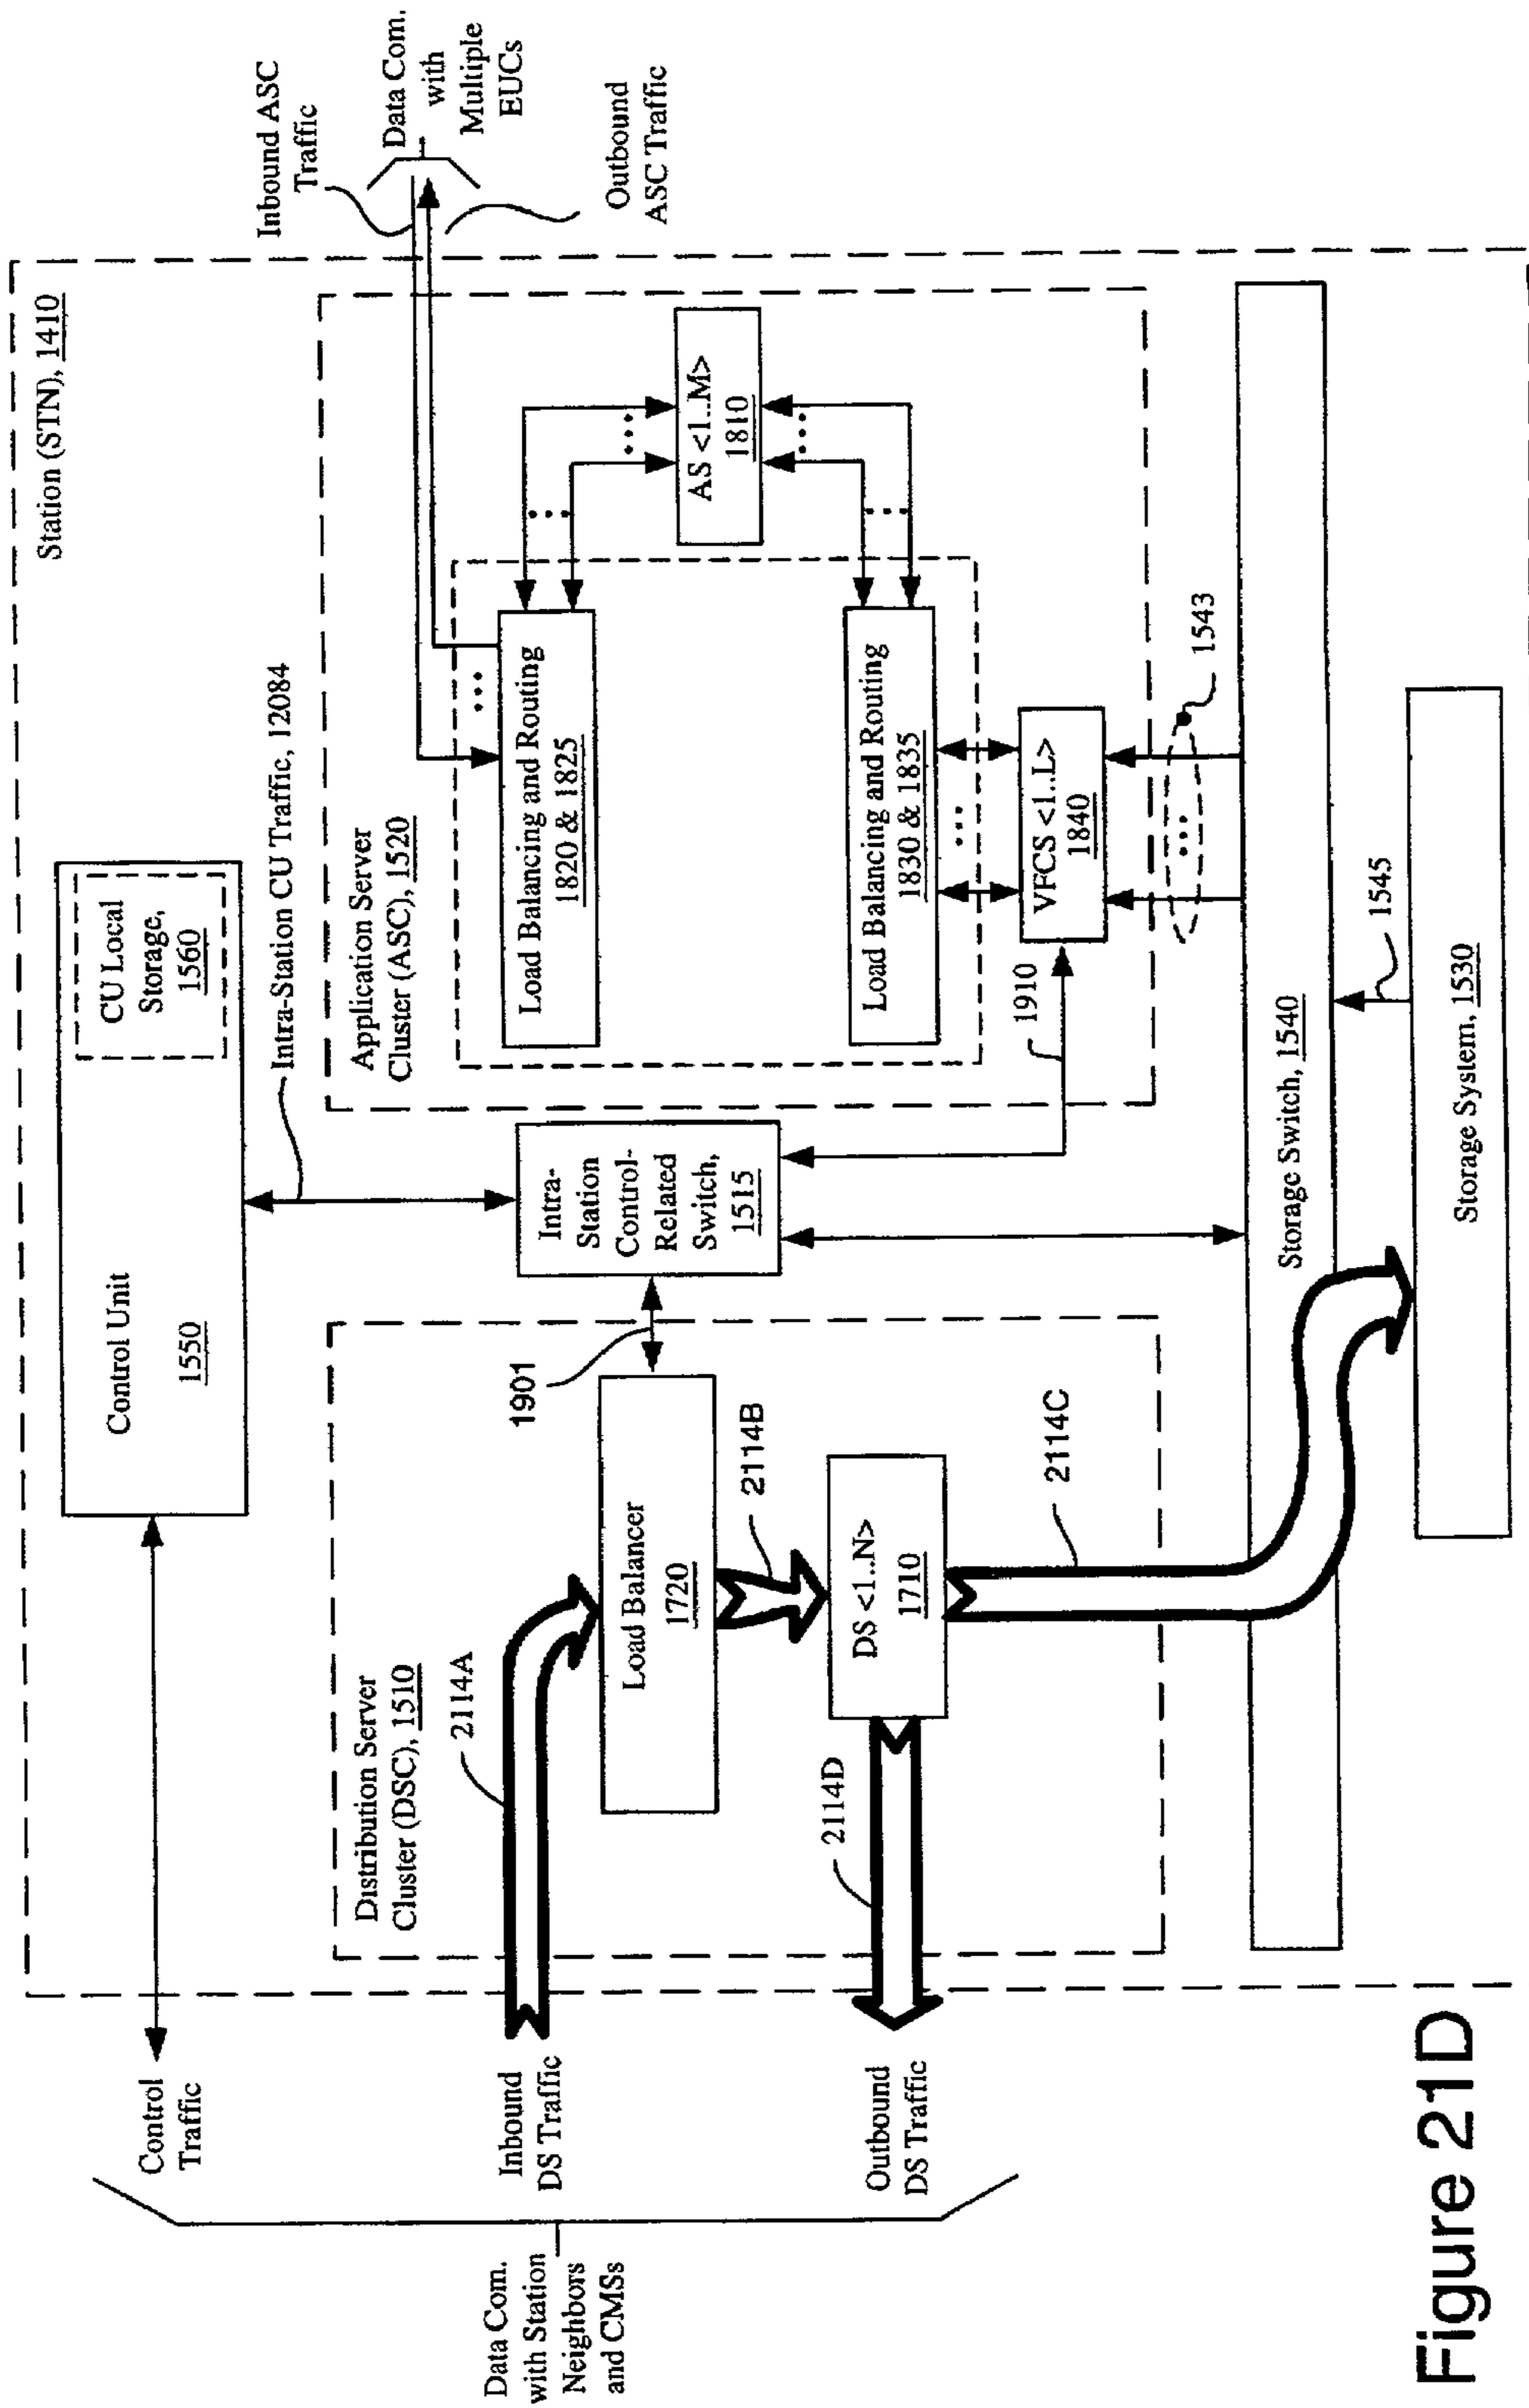 Station (STN), 1410
Control
Traffic
Control Unit
1550
CU Local
Storage,
1560
Intra-Station CU Traffic, 12084
Inbound ASC
Traffic
Data Com.
with
Multiple
EUCs
Outbound
ASC Traffic
Data Com.
with Station
Neighbors
and CMSs
Inbound
DS Traffic
Outbound
DS Traffic
Distribution Server
Cluster (DSC), 1510
2114A
Load Balancer
1720
2114B
DS <1..N>
1710
2114C
2114D
1901
Intra-
Station
Control-
Related
Switch,
1515
Application Server
Cluster (ASC), 1520
...
Load Balancing and Routing
1820 & 1825
...
...
AS <1..M>
1810
...
...
Load Balancing and Routing
1830 & 1835
...
1910
VFCS <1..L>
1840
...
1543
Storage Switch, 1540
1545
Storage System, 1530
Figure 21D